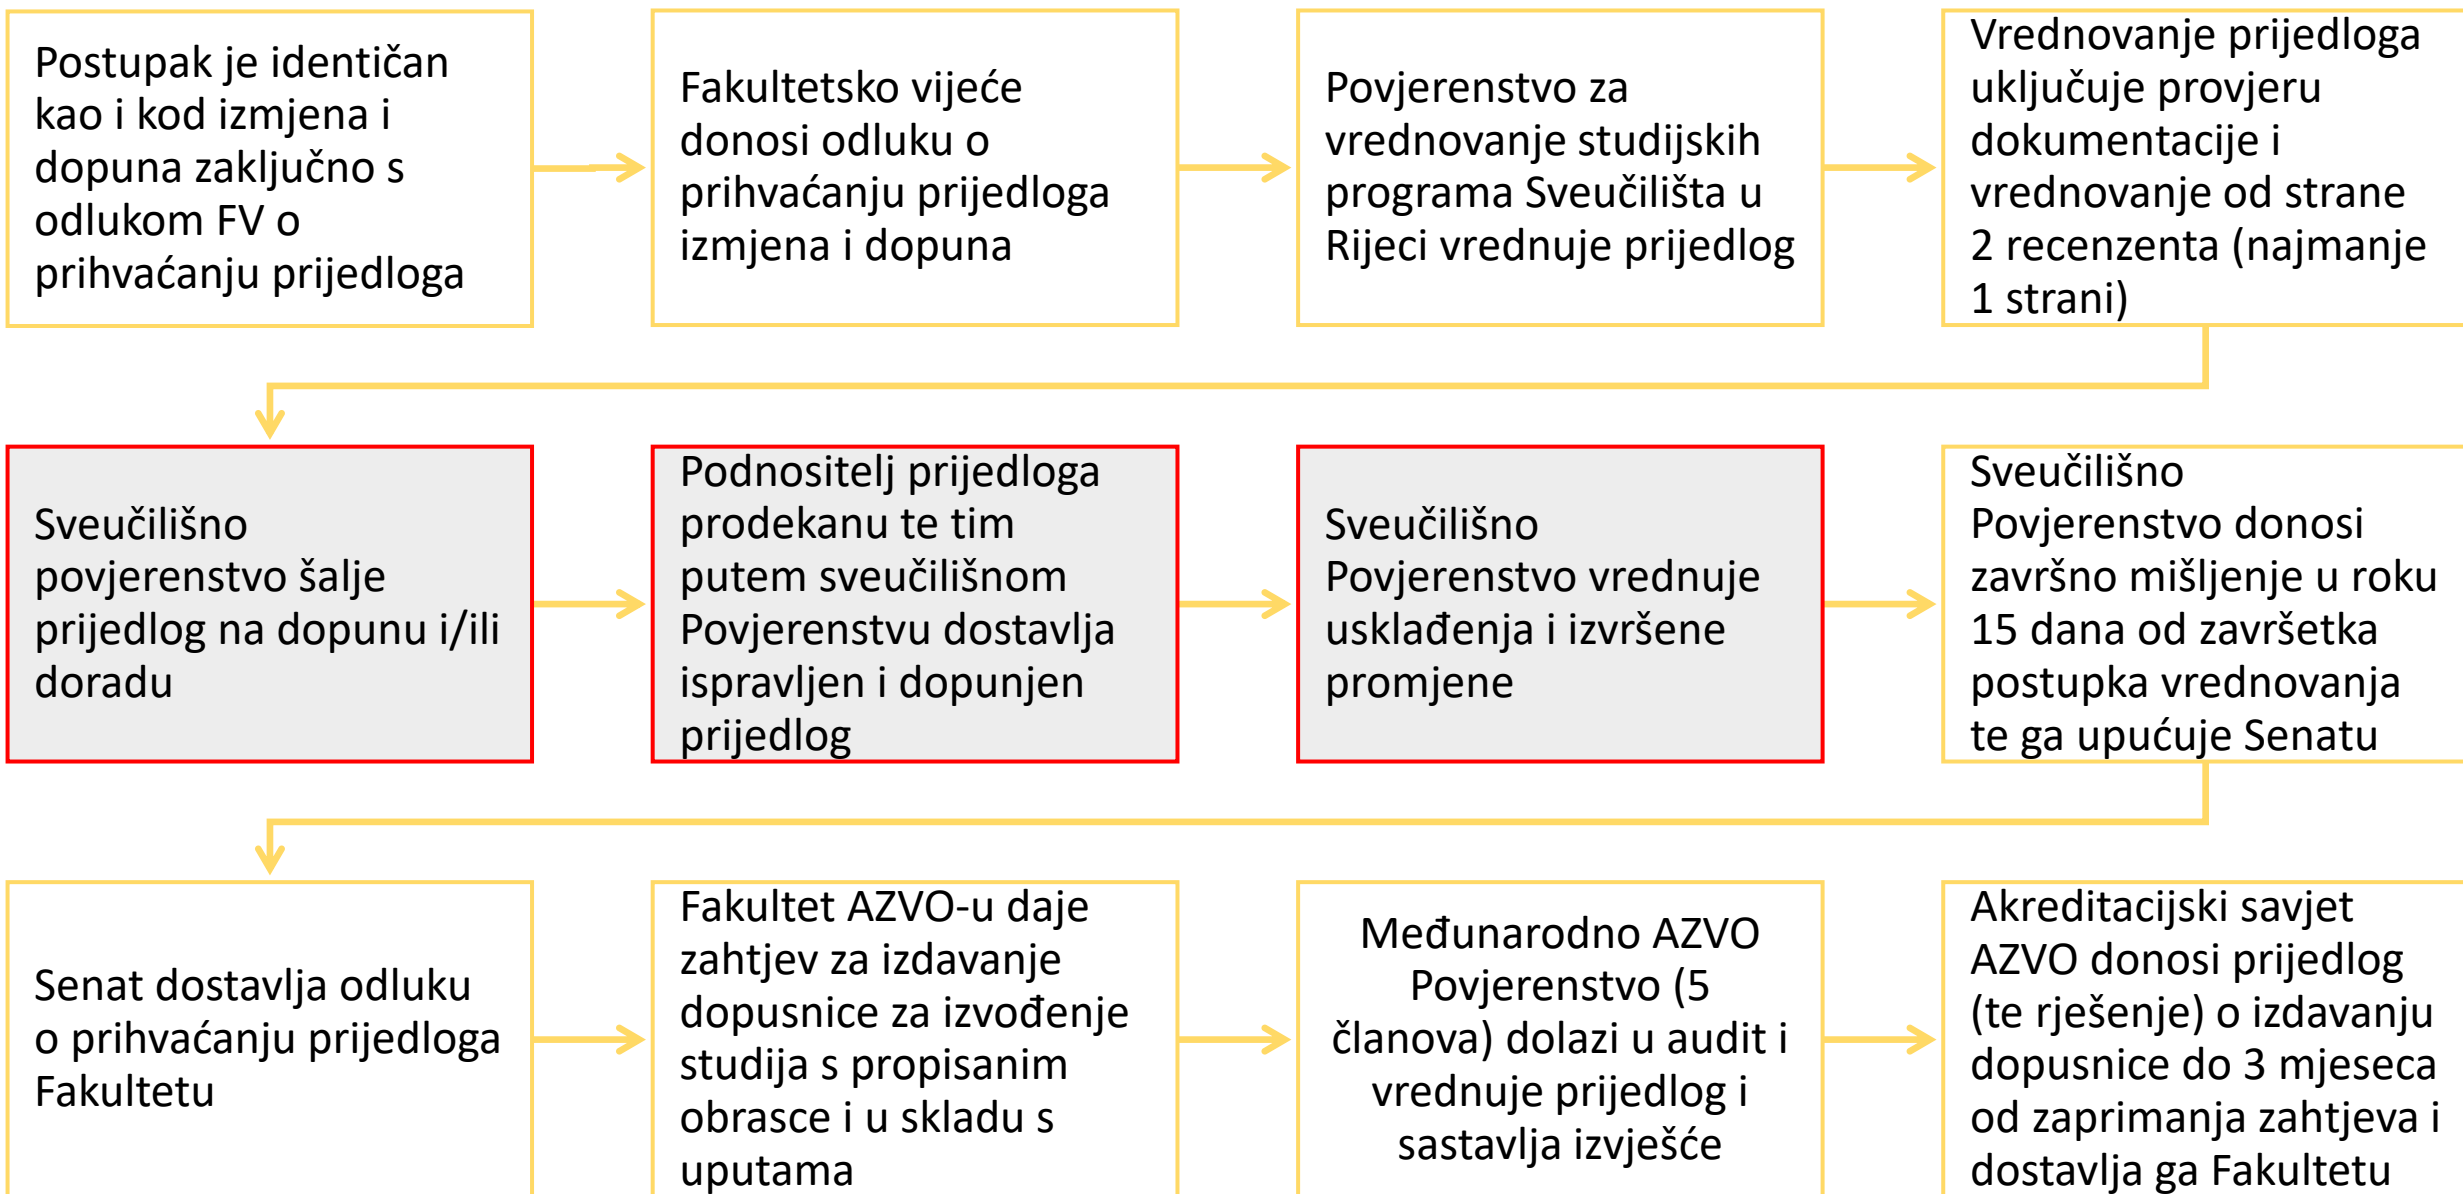 Postupak je identičan
kao i kod izmjena i
dopuna zaključno s
odlukom FV o
prihvaćanju prijedloga
Fakultetsko vijeće
donosi odluku o
prihvaćanju prijedloga
izmjena i dopuna
Povjerenstvo za
vrednovanje studijskih
programa Sveučilišta u
Rijeci vrednuje prijedlog
Vrednovanje prijedloga
uključuje provjeru
dokumentacije i
vrednovanje od strane
2 recenzenta (najmanje
1 strani)
Sveučilišno
povjerenstvo šalje
prijedlog na dopunu i/ili
doradu
Podnositelj prijedloga
prodekanu te tim
putem sveučilišnom
Povjerenstvu dostavlja
ispravljen i dopunjen
prijedlog
Sveučilišno
Povjerenstvo vrednuje
usklađenja i izvršene
promjene
Sveučilišno
Povjerenstvo donosi
završno mišljenje u roku
15 dana od završetka
postupka vrednovanja
te ga upućuje Senatu
Senat dostavlja odluku
o prihvaćanju prijedloga
Fakultetu
Fakultet AZVO-u daje
zahtjev za izdavanje
dopusnice za izvođenje
studija s propisanim
obrasce i u skladu s
uputama
Međunarodno AZVO
Povjerenstvo (5
članova) dolazi u audit i
vrednuje prijedlog i
sastavlja izvješće
Akreditacijski savjet
AZVO donosi prijedlog
(te rješenje) o izdavanju
dopusnice do 3 mjeseca
od zaprimanja zahtjeva i
dostavlja ga Fakultetu